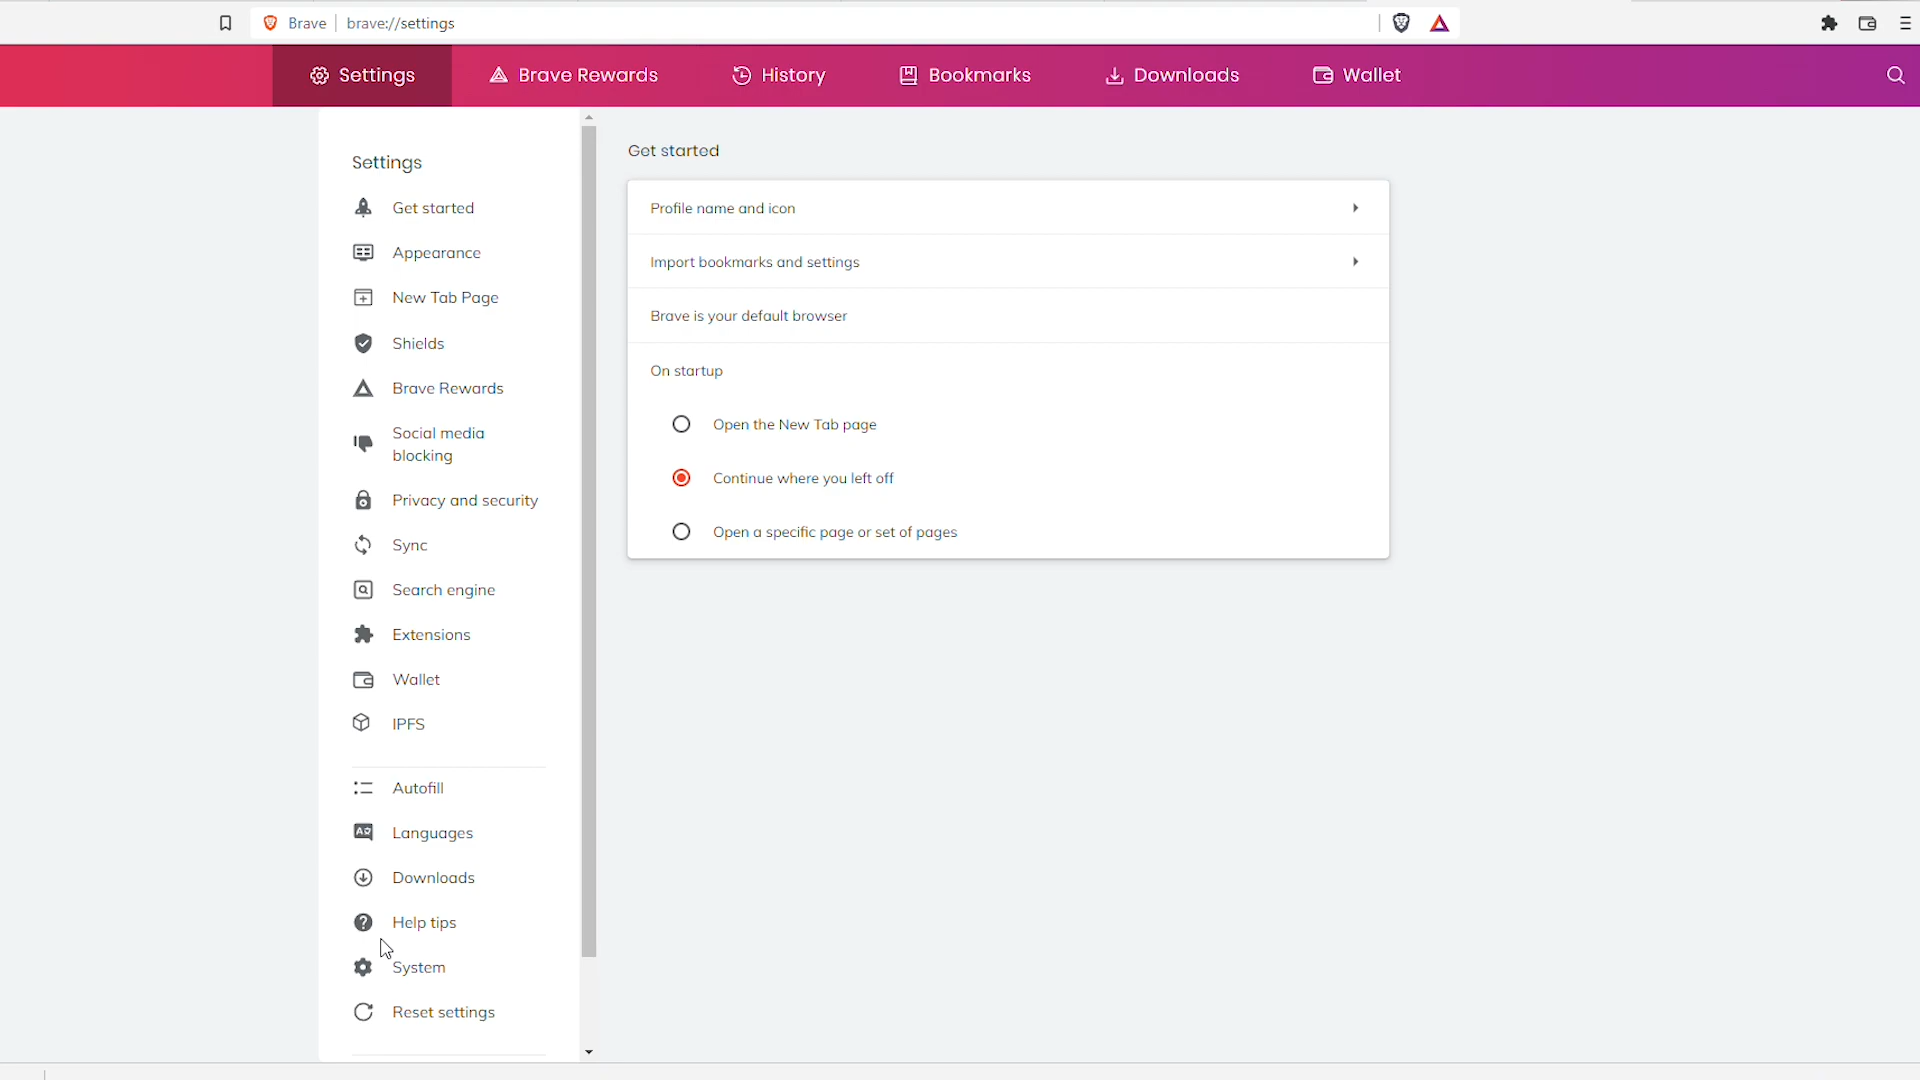 Brave
brave://settings
Settings
Brave Rewards
History
Bookmarks
Downloads
Wallet
Settings
Get started
Appearance
New Tab Page
Shields
Brave Rewards
Social media
blocking
Privacy and security
Sync
Search engine
Extensions
Wallet
IPFS
Autofill
Languages
Downloads
Help tips
System
Reset settings
Get started
Profile name and icon
Import bookmarks and settings
Brave is your default browser
On startup
Open the New Tab page
Continue where you left off
Open a specific page or set of pages